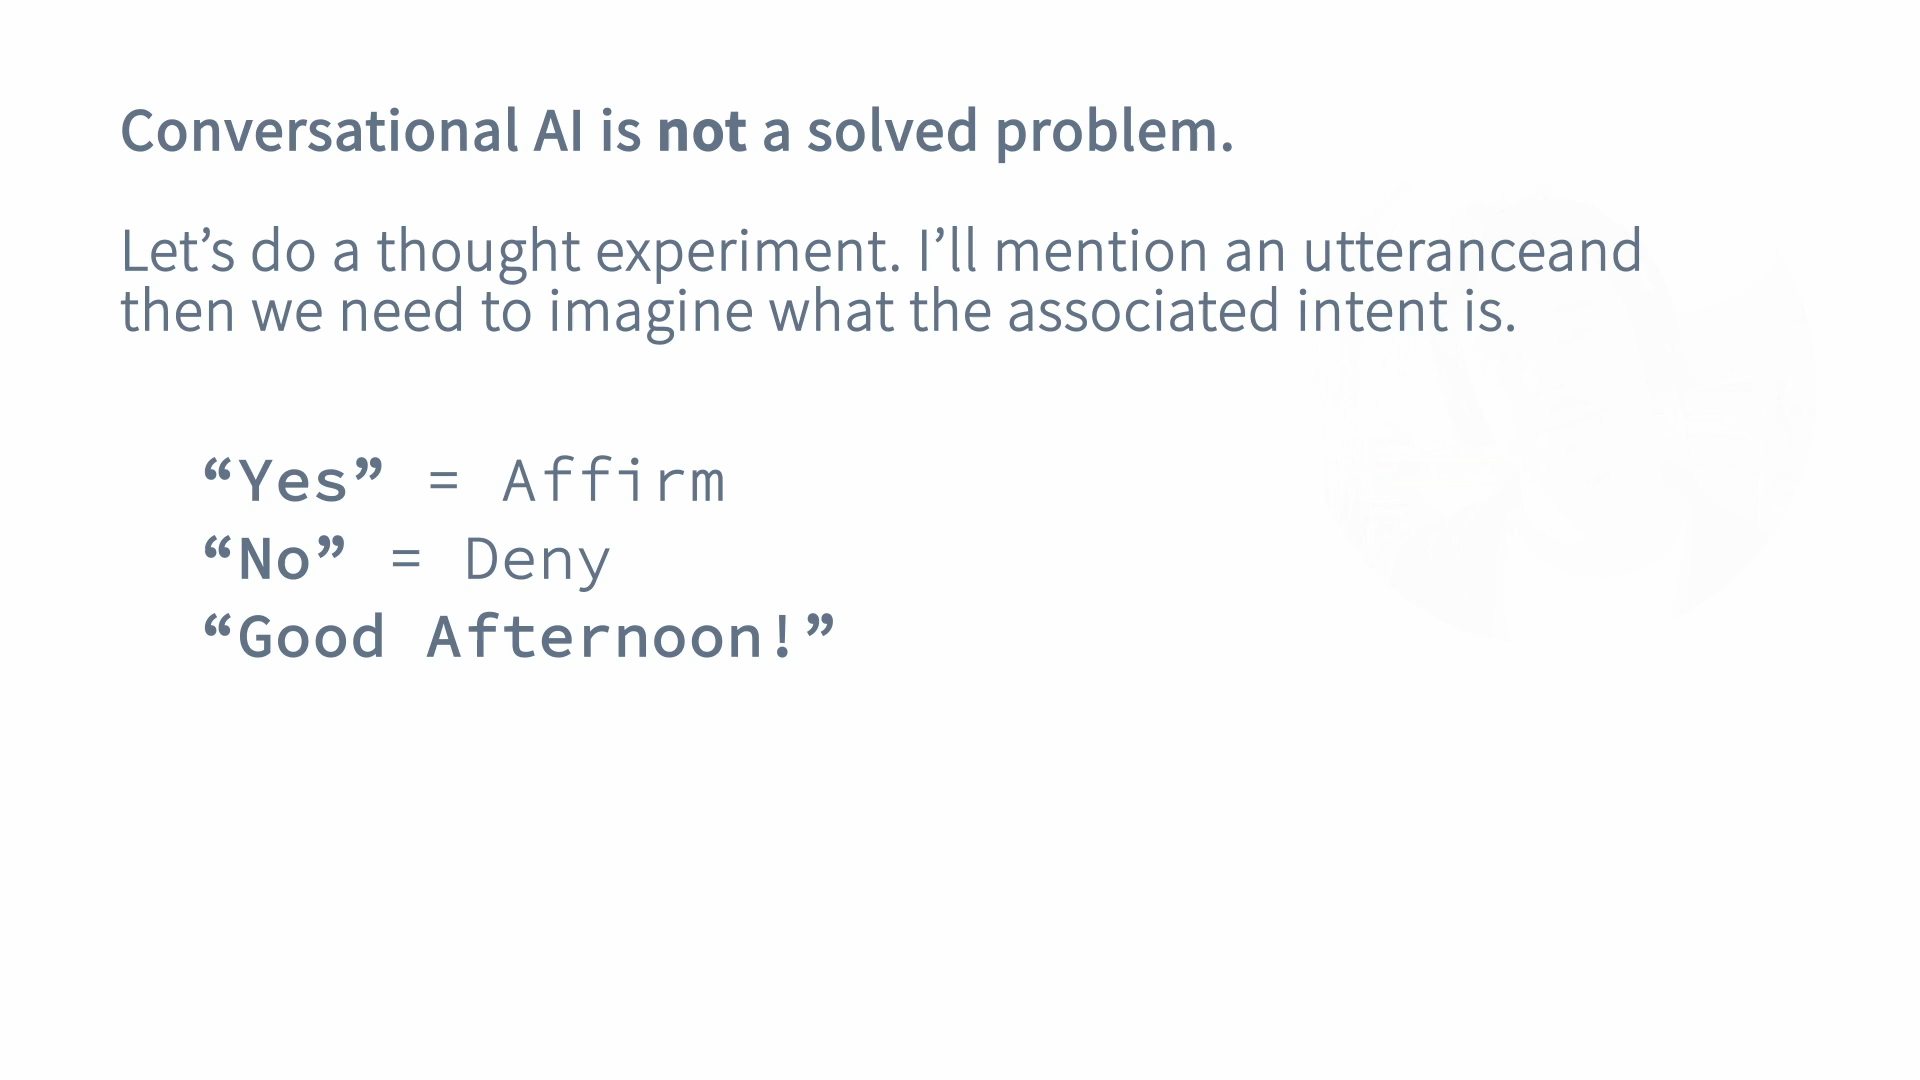 Conversational AI is not a solved problem.
Let’s do a thought experiment. I’ll mention an utteranceand
then we need to imagine what the associated intent is.
“Yes” = Affirm
“No” = Deny
“Good Afternoon!”